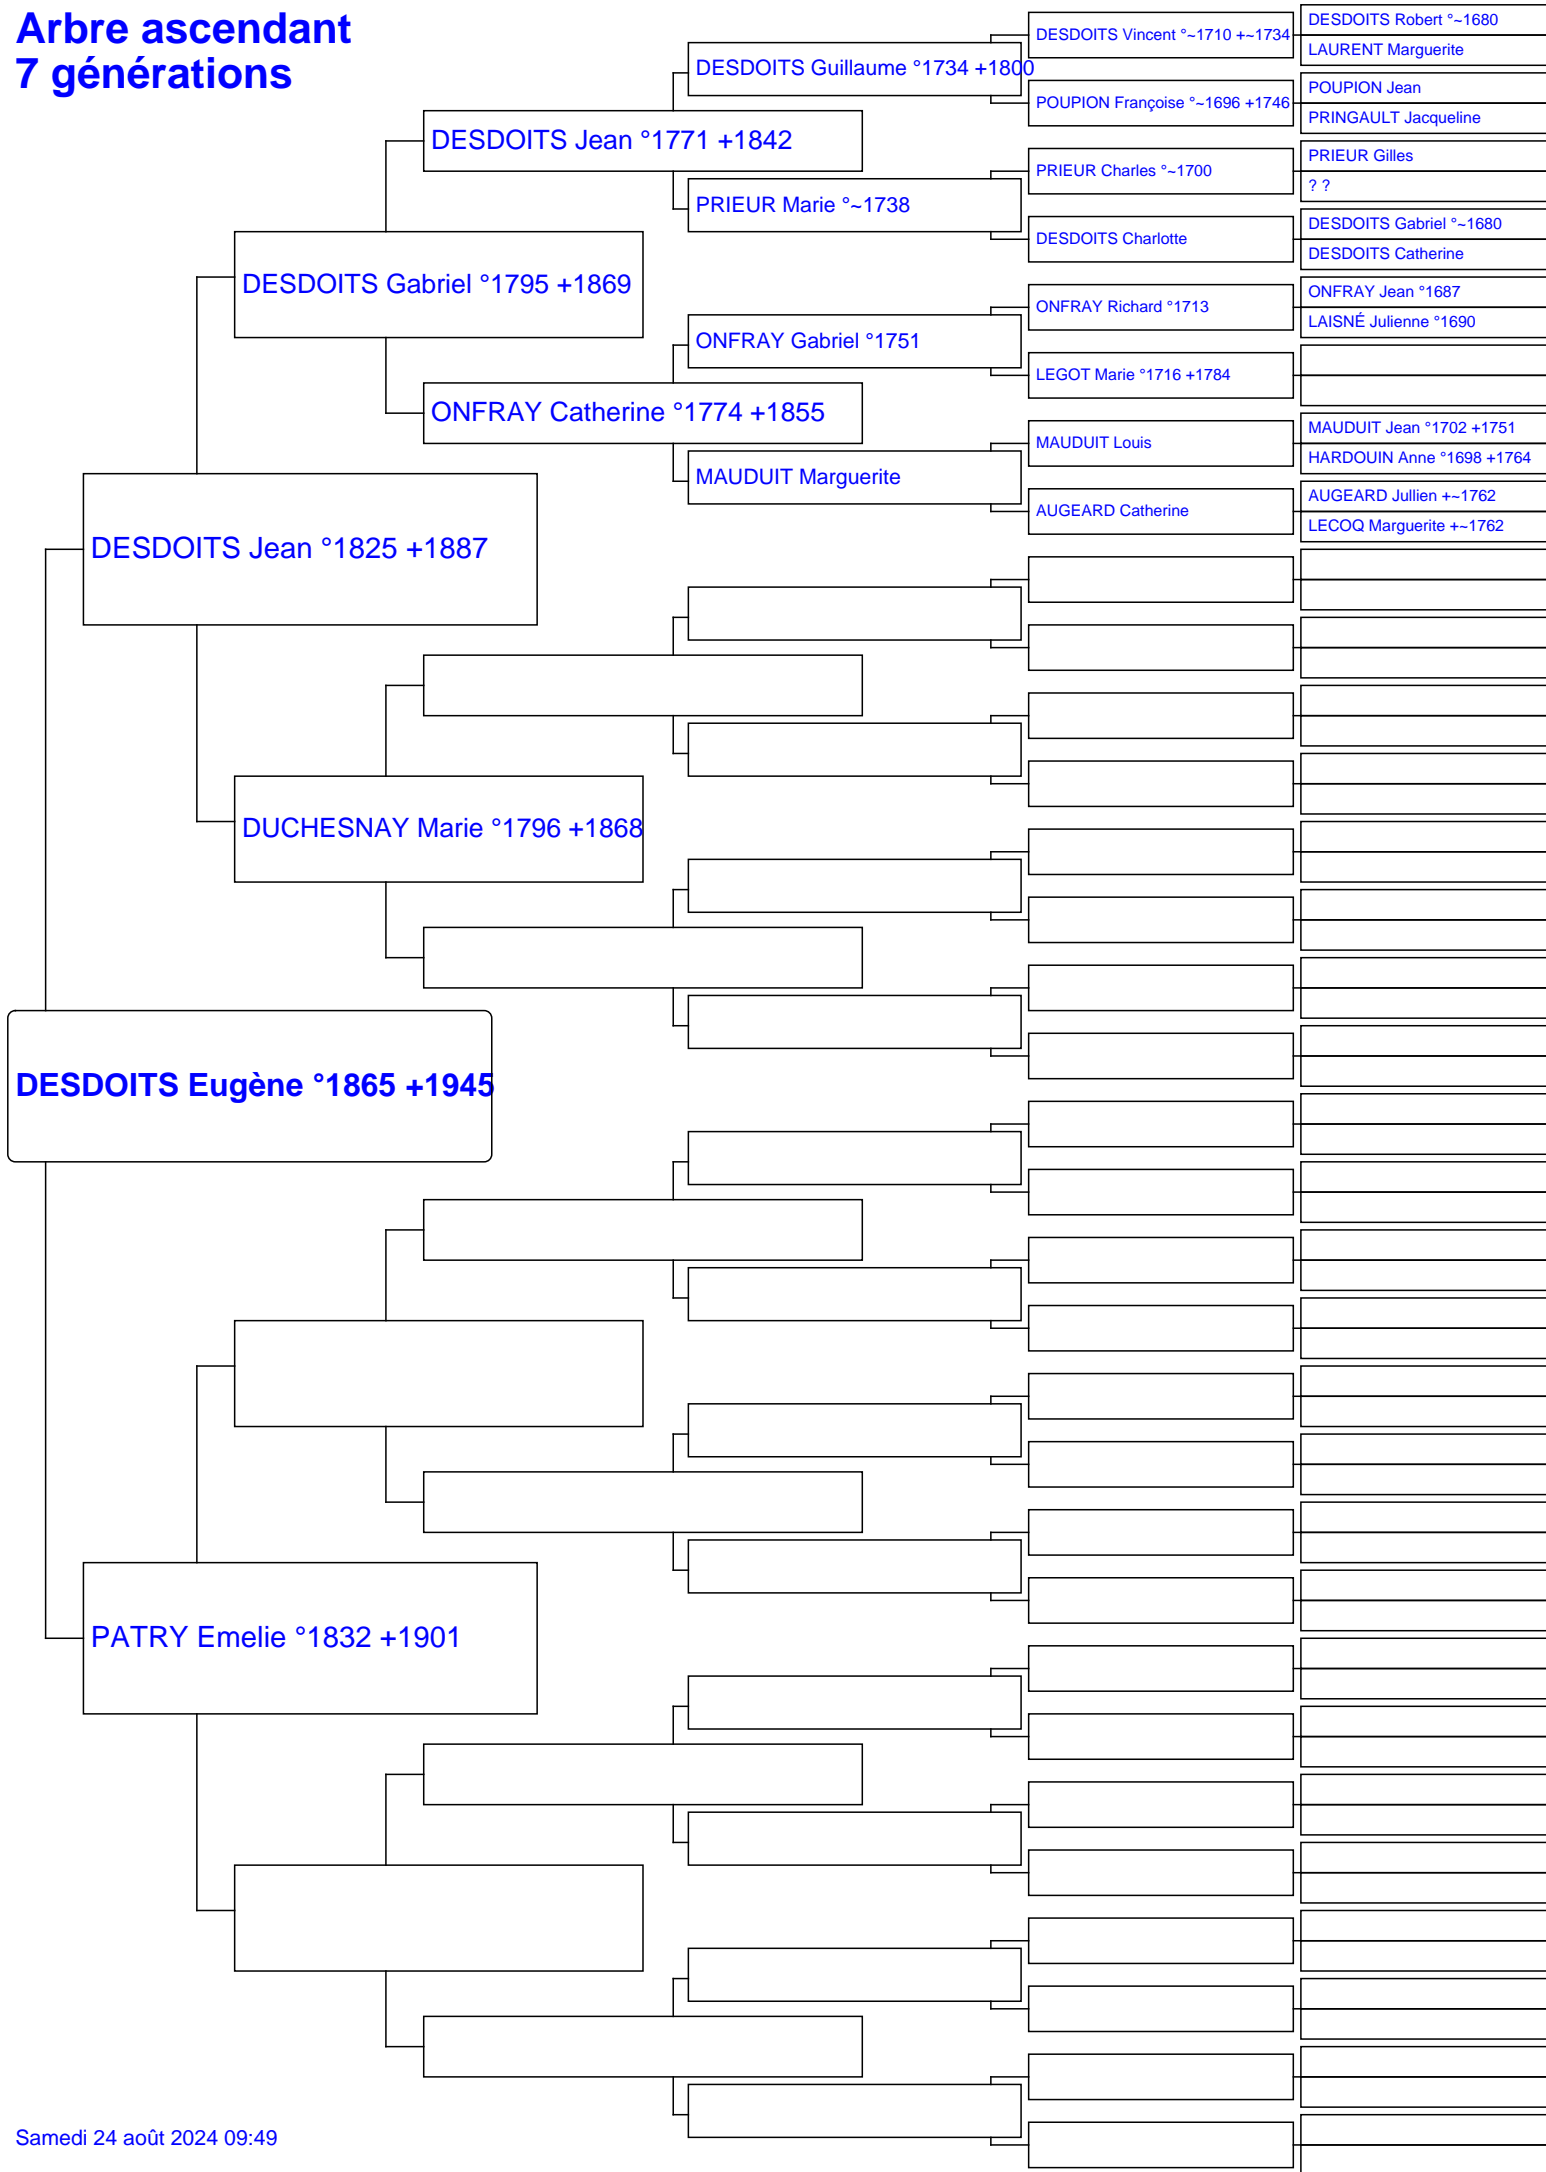 Arbre ascendant
7 générations
DESDOITS Eugène °1865 +1945
DESDOITS Jean °1825 +1887
PATRY Emelie °1832 +1901
DESDOITS Gabriel °1795 +1869
DUCHESNAY Marie °1796 +1868
DESDOITS Jean °1771 +1842
ONFRAY Catherine °1774 +1855
DESDOITS Guillaume °1734 +1800
PRIEUR Marie °~1738
ONFRAY Gabriel °1751
MAUDUIT Marguerite
DESDOITS Vincent °~1710 +~1734
POUPION Françoise °~1696 +1746
PRIEUR Charles °~1700
DESDOITS Charlotte
ONFRAY Richard °1713
LEGOT Marie °1716 +1784
MAUDUIT Louis
AUGEARD Catherine
DESDOITS Robert °~1680
LAURENT Marguerite
POUPION Jean
PRINGAULT Jacqueline
PRIEUR Gilles
? ?
DESDOITS Gabriel °~1680
DESDOITS Catherine
ONFRAY Jean °1687
LAISNÉ Julienne °1690
MAUDUIT Jean °1702 +1751
HARDOUIN Anne °1698 +1764
AUGEARD Jullien +~1762
LECOQ Marguerite +~1762
Samedi 24 août 2024 09:49